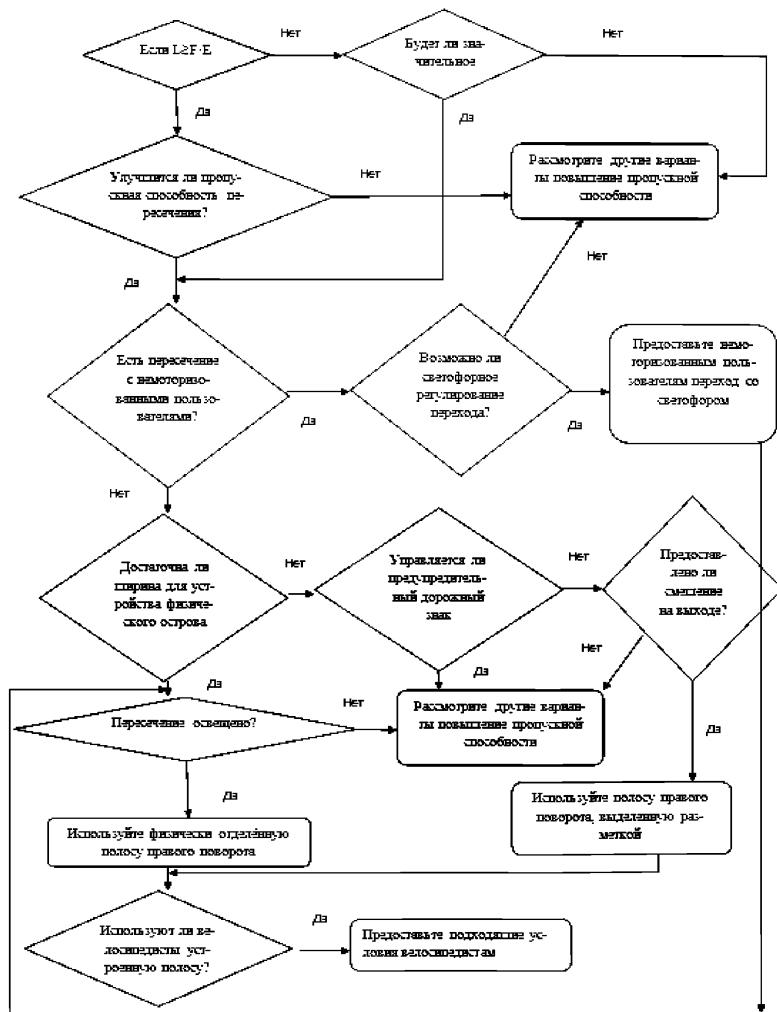 Если L≥F·E
Нет
Будет ли зна-
чительное
Нет
Да
Да
Улучшится ли пропу-
скная способность пе-
ресечения?
Нет
Рассмотрите другие вариан-
ты повышение пропускной
способности
Да
Нет
Есть пересечение
с немоторизо-
ванными пользо-
вателями?
Да
Возможно ли
светофорное
регулирование
перехода?
Да
Предоставьте немо-
торизованным поль-
зователям переход со
светофором
Нет
Достаточна ли
ширина для уст-
ройства физиче-
ского острова
Нет
Управляется ли
предупредитель-
ный дорожный
знак
Нет
Предостав-
лено ли
смещение
на выходе?
Нет
Да
Да
Пересечение освещено?
Нет
Рассмотрите другие вариан-
ты повышение пропускной
способности
Да
Да
Используйте физически отделённую
полосу правого поворота
Используйте полосу правого
поворота, выделенную раз-
меткой
Используют ли ве-
лосипедисты уст-
роенную полосу?
Да
Предоставьте подходящие ус-
ловия велосипедистам